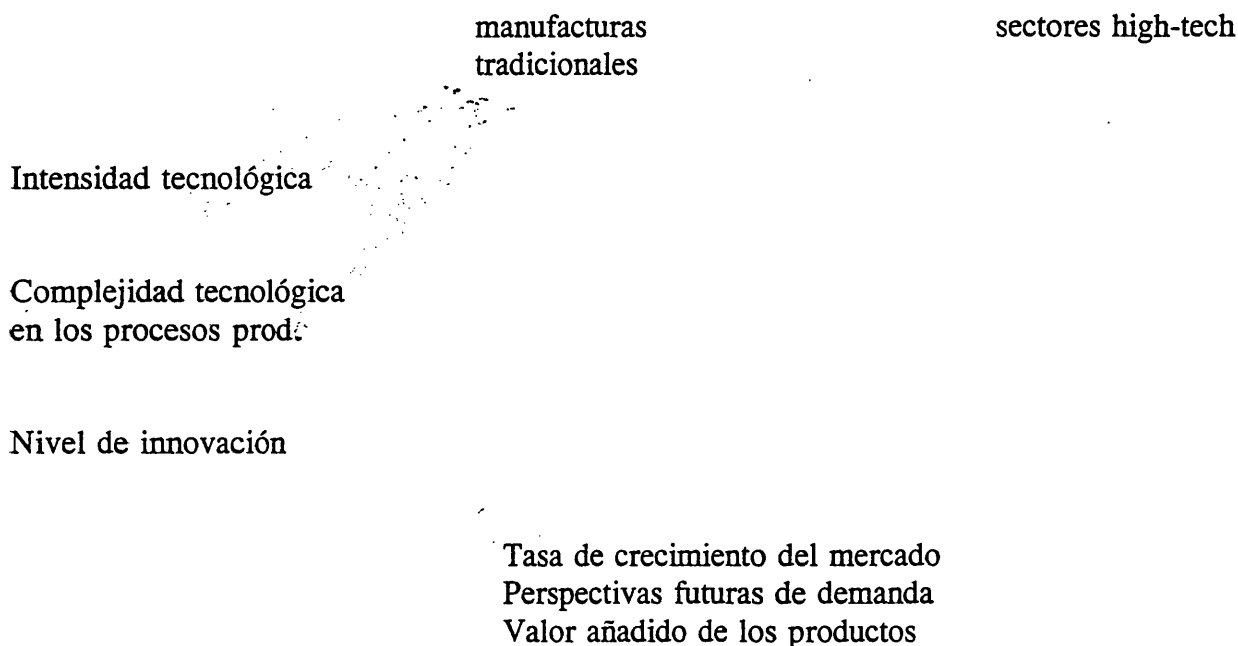 manufacturas sectores high-tech
tradicionales
Intensidad tecnológica
Complejidad tecnológica
en los procesos prod.
Nivel de innovación
Tasa de crecimiento del mercado
Perspectivas futuras de demanda
Valor añadido de los productos